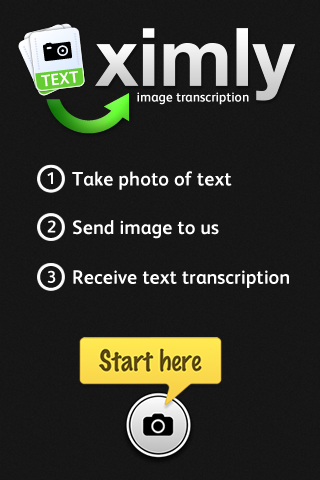 TEXT
ximly
image transcription
1 Take photo of text
2 Send image to us
3 Receive text transcription
Start here